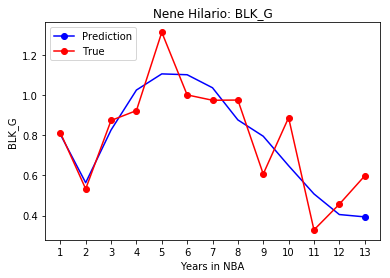 Nene Hilario: BLK_G
Prediction
True
BLK_G
1.2
1.0
0.8
0.6
0.4
1 2 3 4 5 6 7 8 9 10 11 12 13
Years in NBA